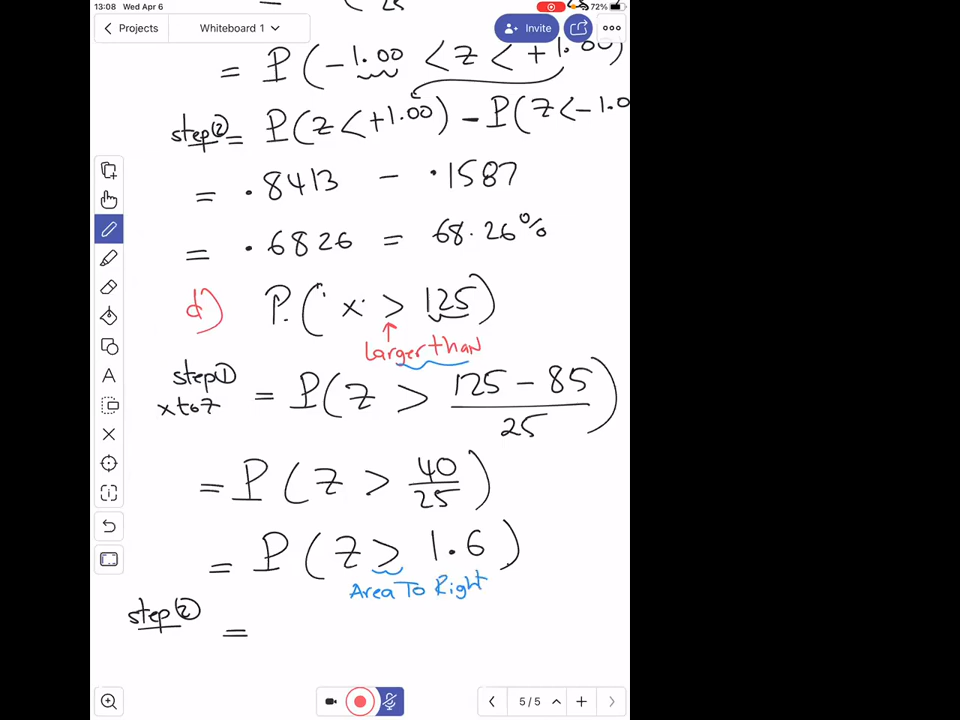 13:08 Wed Apr 6 72%
Projects Whiteboard 1 Invite
= P(-1.00 < Z < +1.00)
step② = P(Z < +1.00) - P(Z < -1.0
= .8413 - .1587
= .6826 = 68.26%
d) P.(x > 125)
Larger than
step① = P(Z > (125 - 85)/25)
x to z
= P(Z > 40/25)
= P(Z > 1.6)
Area To Right
step② =
5/5